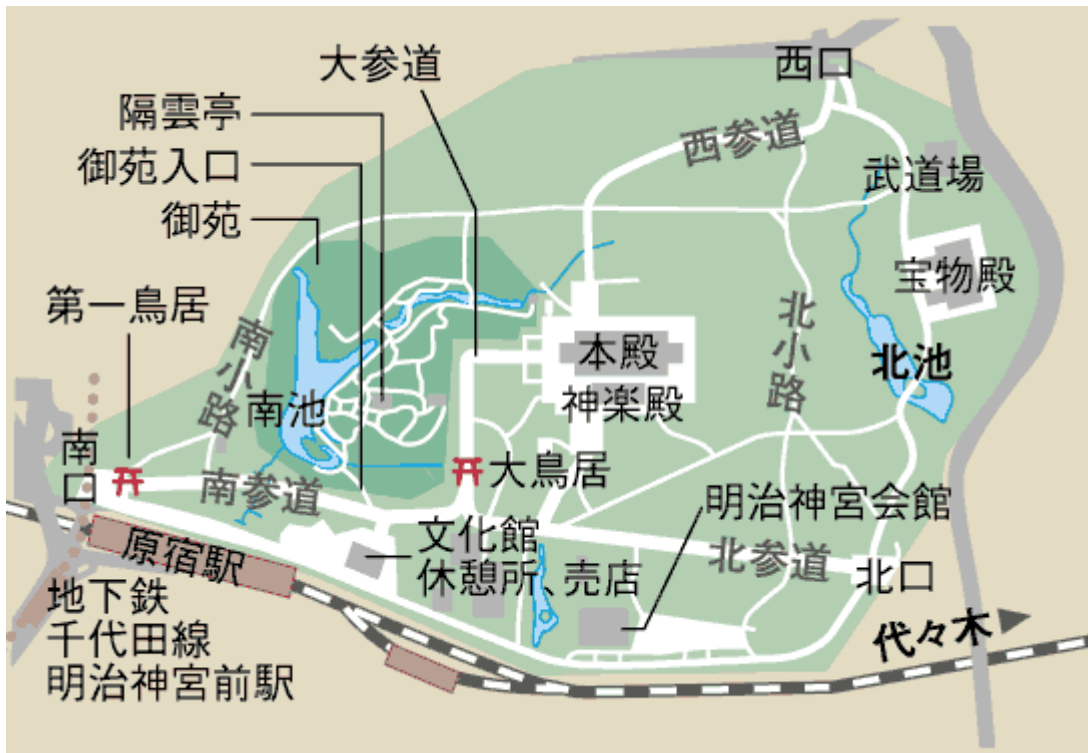 大参道
西口
隔雲亭
西参道
御苑入口
武道場
御苑
宝物殿
第一鳥居
南小路
北小路
本殿
北池
神楽殿
南池
南口
大鳥居
南参道
明治神宮会館
文化館
休憩所、売店
北参道
北口
原宿駅
代々木
地下鉄
千代田線
明治神宮前駅